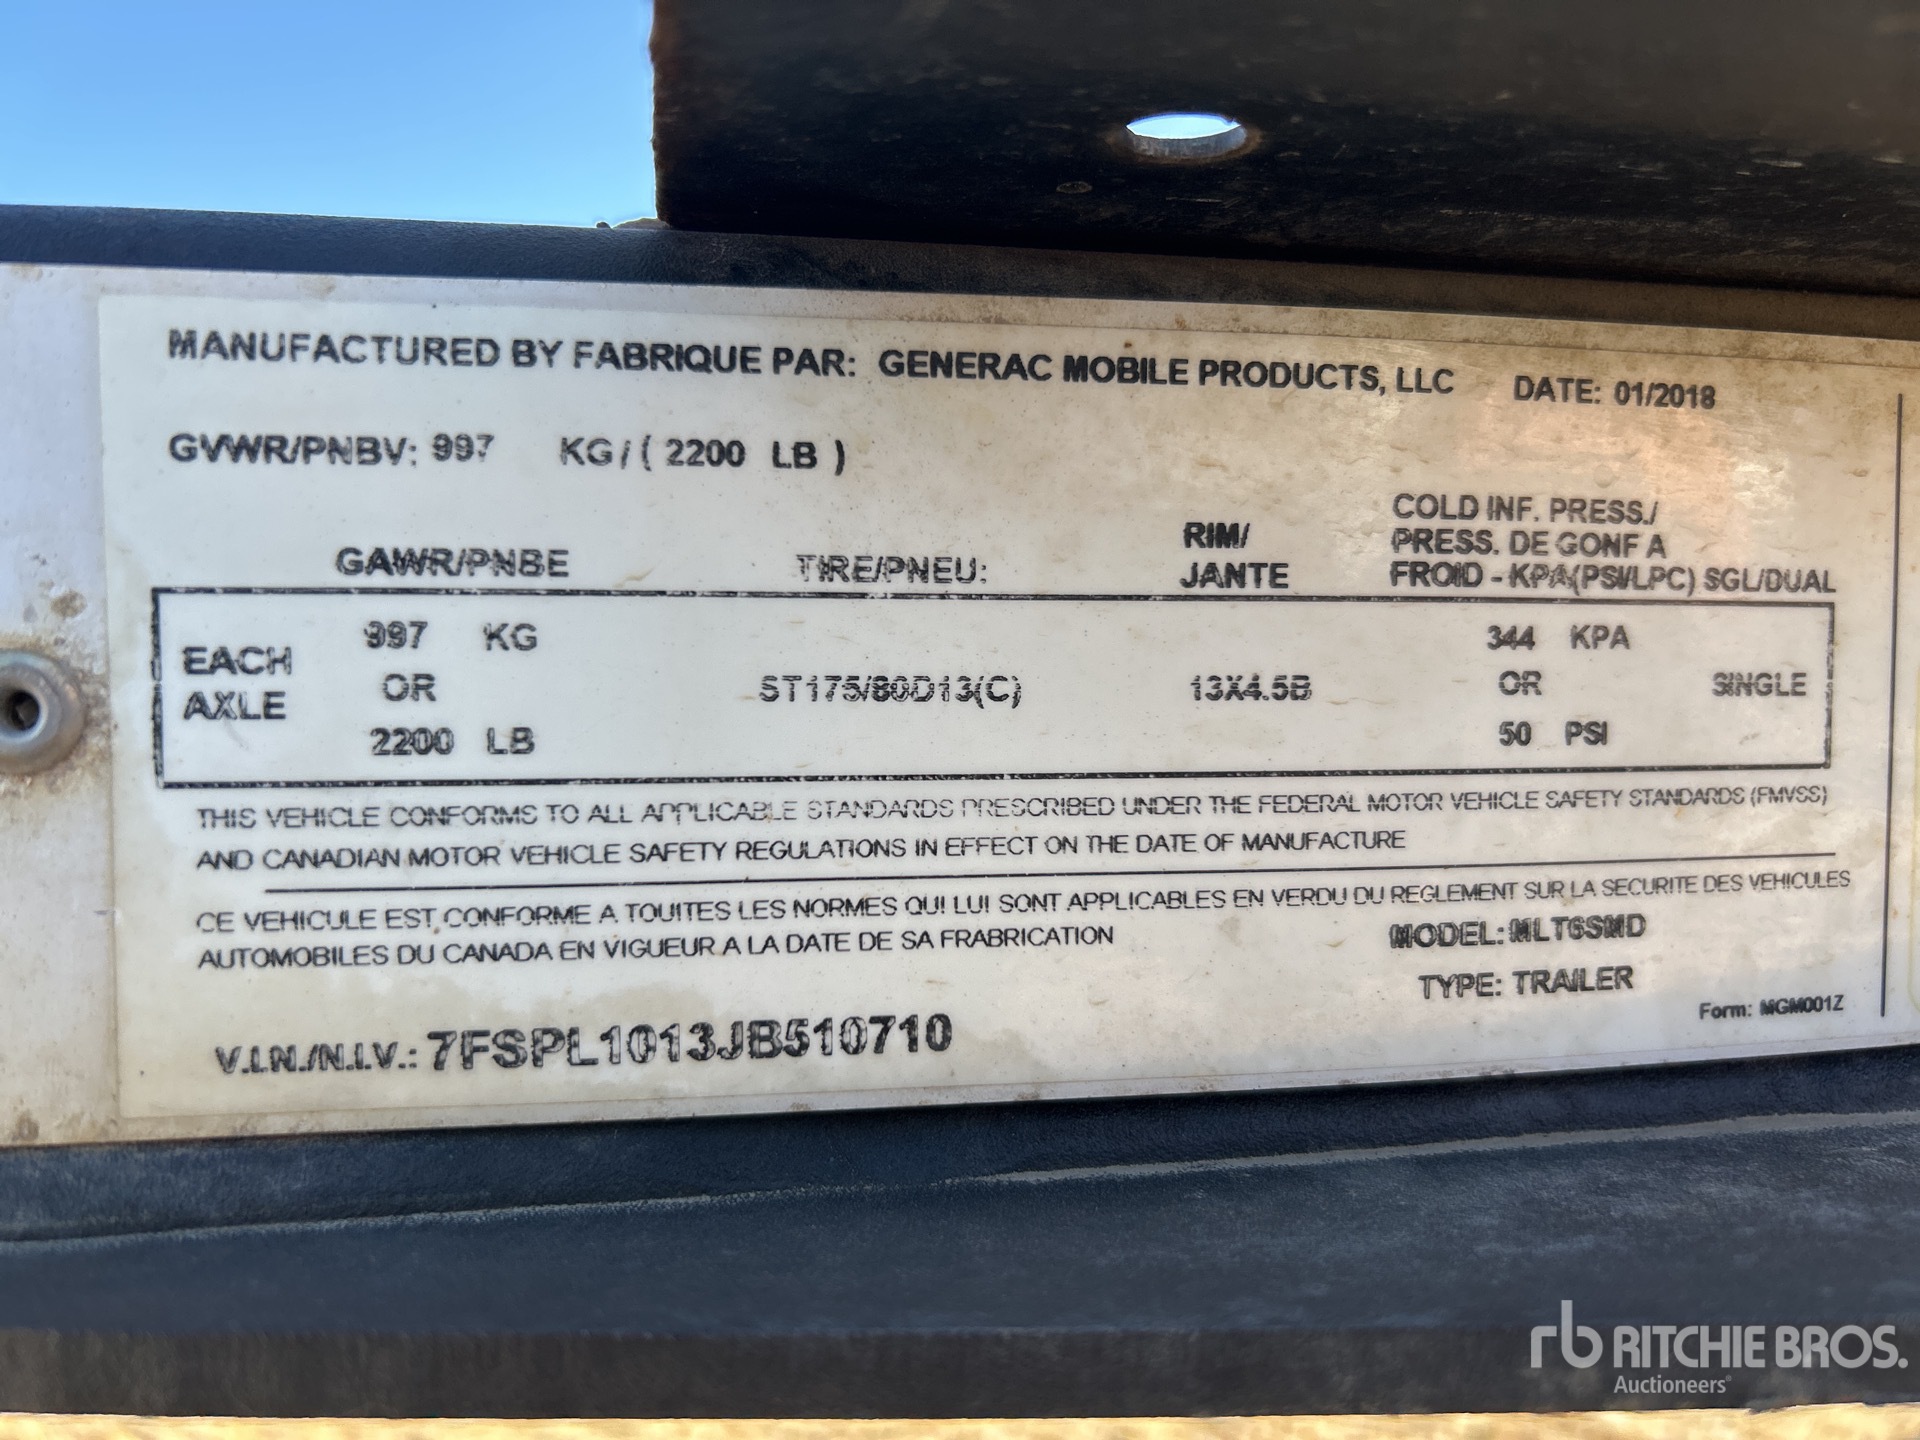 MANUFACTURED BY FABRIQUE PAR: GENERAC MOBILE PRODUCTS, LLC DATE: 01/2018
GVWR/PNBV: 997 KG / ( 2200 LB )
GAWR/PNBE TIRE/PNEU: RIM/ JANTE COLD INF. PRESS./
PRESS. DE GONF A
FROID - KPA(PSI/LPC) SGL/DUAL
EACH AXLE 997 KG OR 2200 LB ST175/80D13(C) 13X4.5B 344 KPA OR 50 PSI SINGLE
THIS VEHICLE CONFORMS TO ALL APPLICABLE STANDARDS PRESCRIBED UNDER THE FEDERAL MOTOR VEHICLE SAFETY STANDARDS (FMVSS)
AND CANADIAN MOTOR VEHICLE SAFETY REGULATIONS IN EFFECT ON THE DATE OF MANUFACTURE
CE VEHICULE EST CONFORME A TOUITES LES NORMES QUI LUI SONT APPLICABLES EN VERDU DU REGLEMENT SUR LA SECURITE DES VEHICULES
AUTOMOBILES DU CANADA EN VIGUEUR A LA DATE DE SA FRABRICATION
MODEL: MLT6SMD
TYPE: TRAILER
Form: MGM001Z
V.I.N./N.I.V.: 7FSPL1013JB510710
rb RITCHIE BROS.
Auctioneers